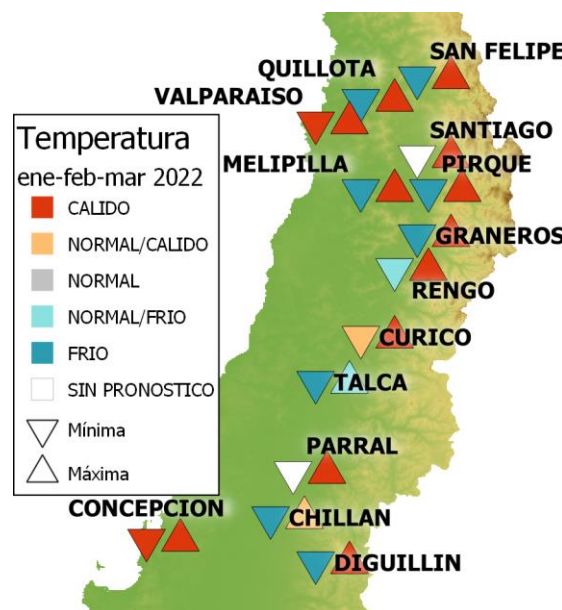 SAN FELIPE
QUILLOTA
VALPARAISO
SANTIAGO
MELIPILLA
PIRQUE
GRANEROS
RENGO
CURICO
TALCA
PARRAL
CONCEPCION
CHILLAN
DIGUILLIN
Temperatura
ene-feb-mar 2022
CALIDO
NORMAL/CALIDO
NORMAL
NORMAL/FRIO
FRIO
SIN PRONOSTICO
Mínima
Máxima